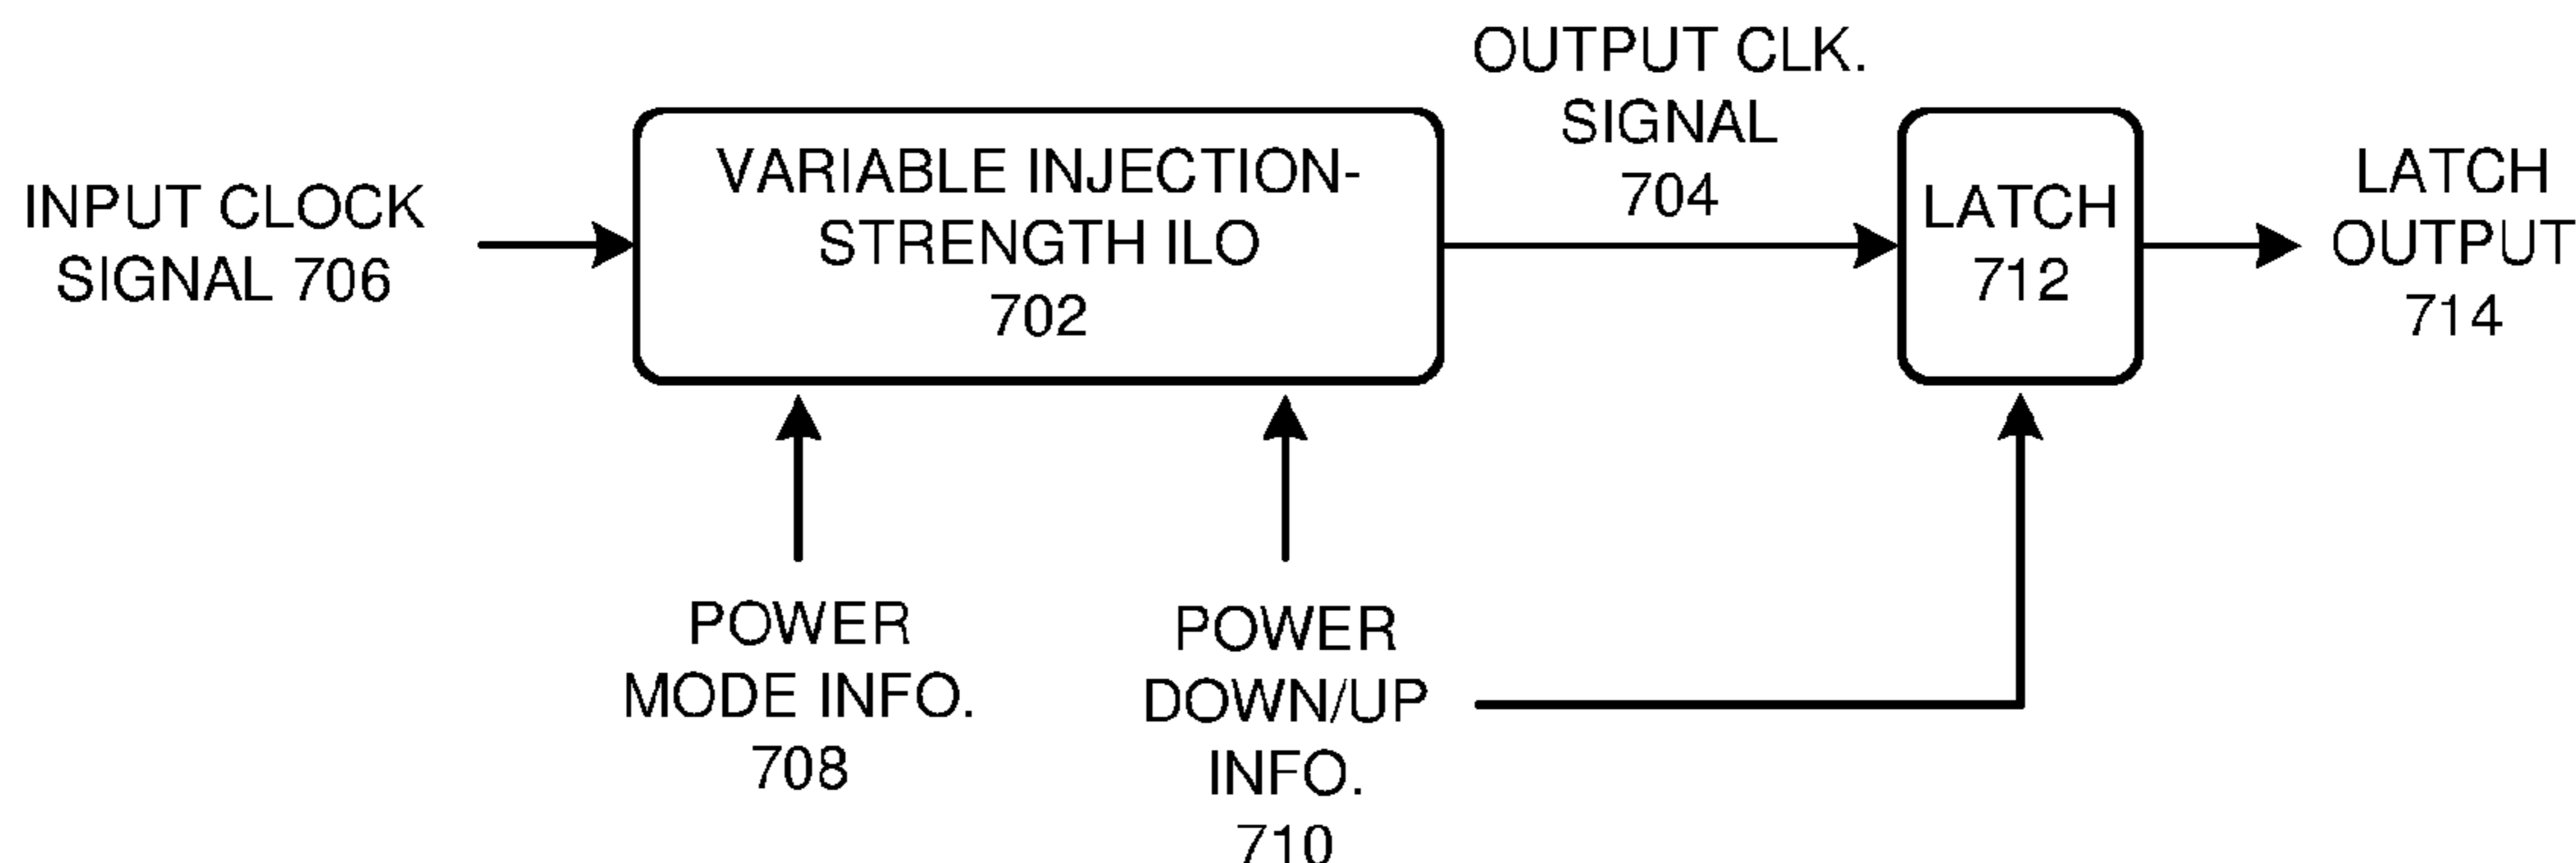 INPUT CLOCK
SIGNAL 706
VARIABLE INJECTION-
STRENGTH ILO
702
OUTPUT CLK.
SIGNAL
704
LATCH
712
LATCH
OUTPUT
714
POWER
MODE INFO.
708
POWER
DOWN/UP
INFO.
710